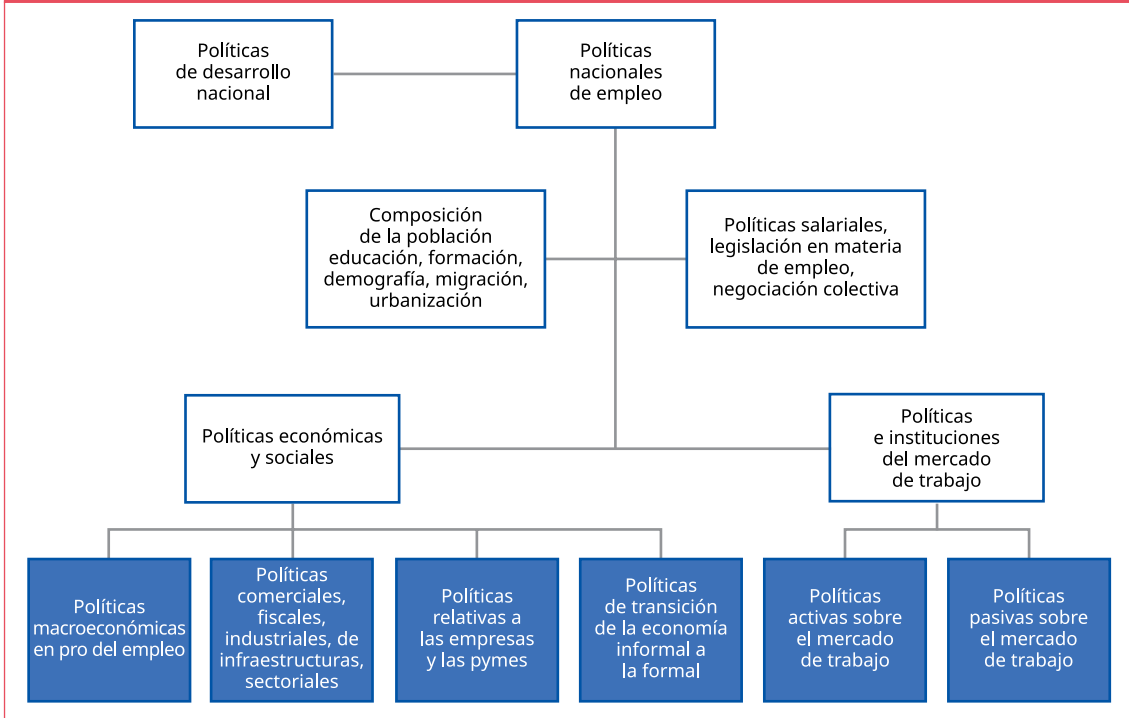 Políticas
de desarrollo
nacional
Políticas
nacionales
de empleo
Composición
de la población
educación, formación,
demografía, migración,
urbanización
Políticas salariales,
legislación en materia
de empleo,
negociación colectiva
Políticas económicas
y sociales
Políticas
e instituciones
del mercado
de trabajo
Políticas
macroeconómicas
en pro del empleo
Políticas
comerciales,
fiscales,
industriales, de
infraestructuras,
sectoriales
Políticas
relativas a
las empresas
y las pymes
Políticas
de transición
de la economía
informal a
la formal
Políticas
activas sobre
el mercado
de trabajo
Políticas
pasivas sobre
el mercado
de trabajo